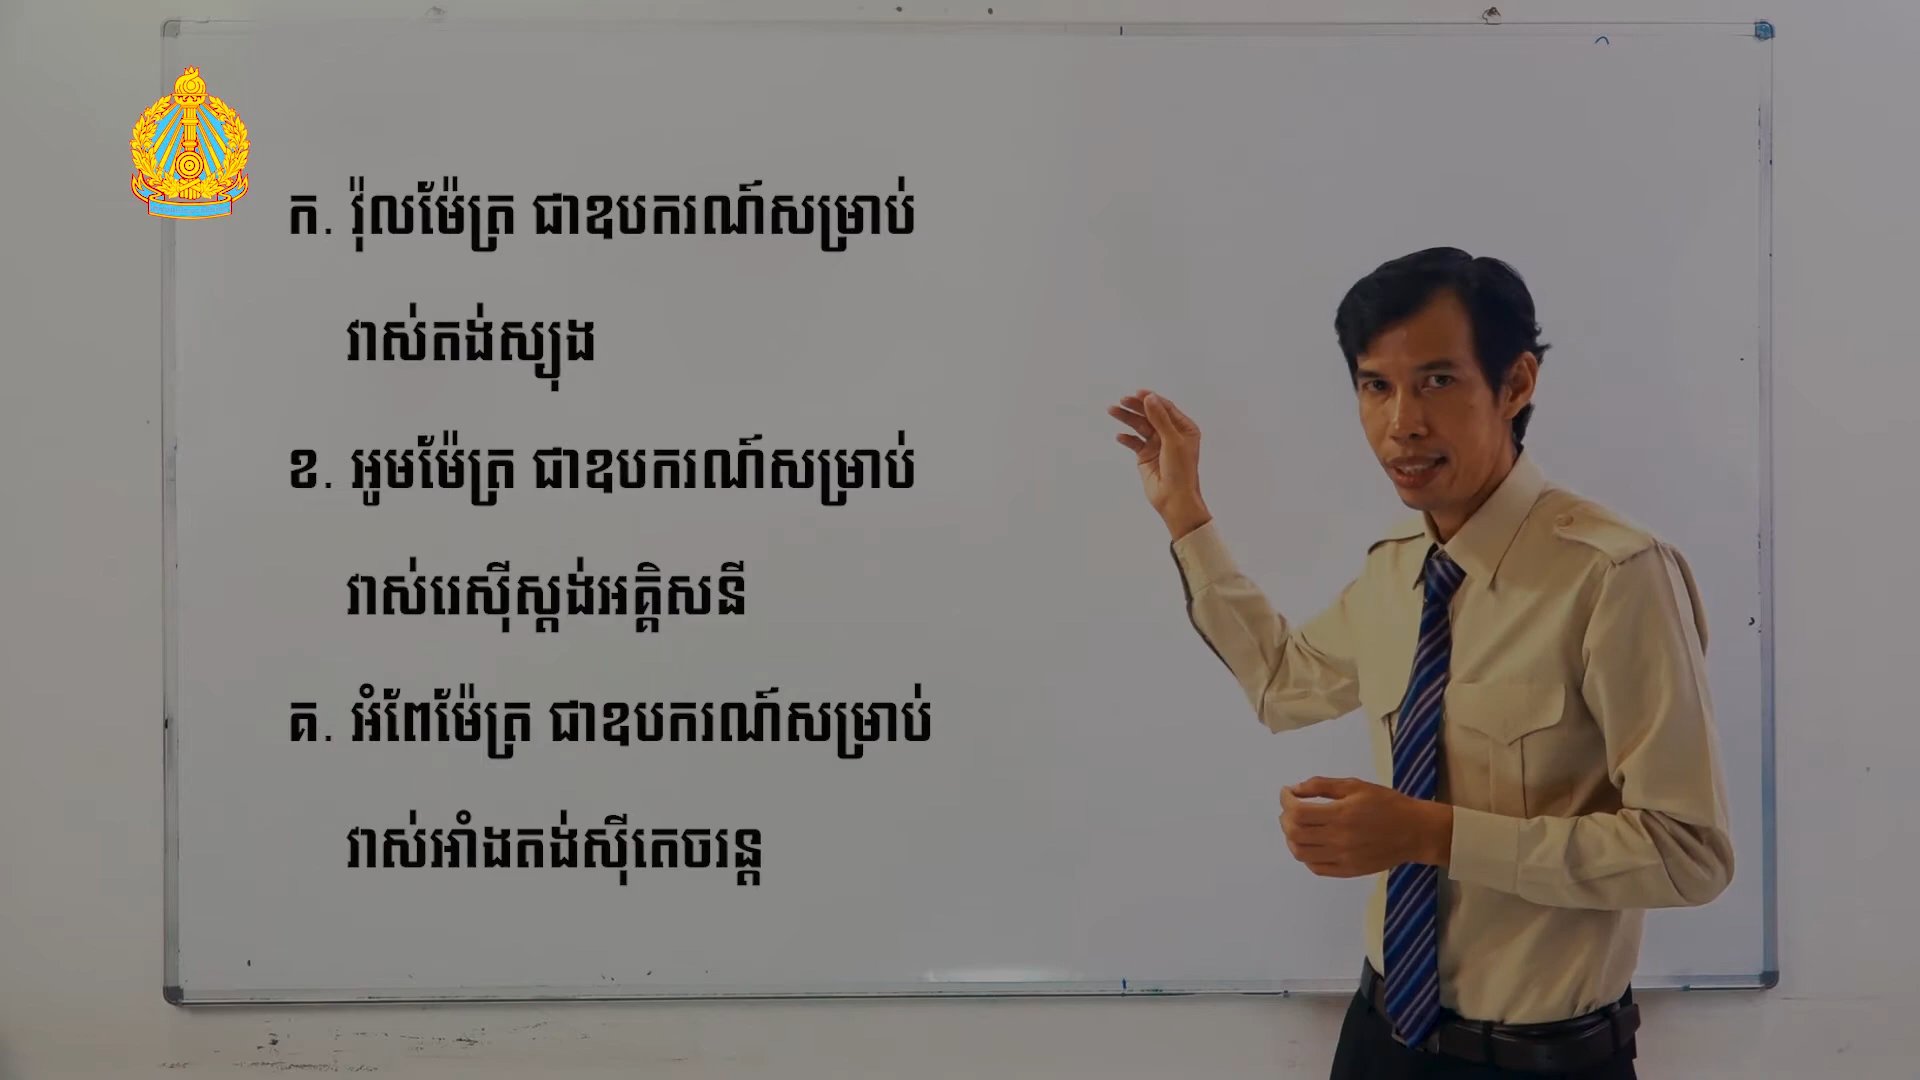 ក. វ៉ុលម៉ែត្រ ជាឧបករណ៍សម្រាប់
វាស់តង់ស្យុង
ខ. អូមម៉ែត្រ ជាឧបករណ៍សម្រាប់
វាស់រេស៊ីស្តង់អគ្គិសនី
គ. អំពែម៉ែត្រ ជាឧបករណ៍សម្រាប់
វាស់អាំងតង់ស៊ីតេចរន្ត